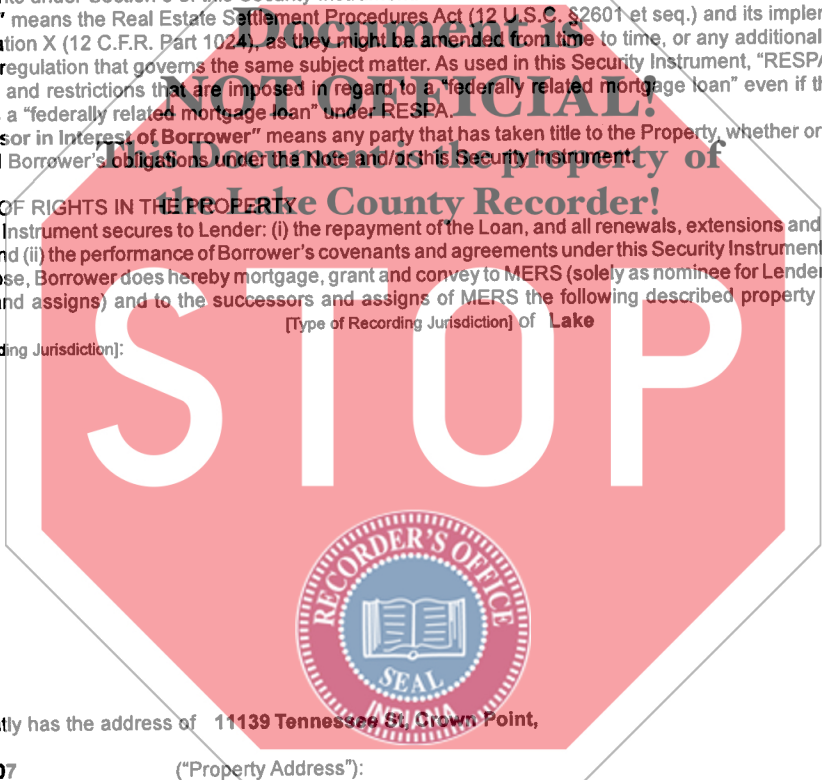 Document is
" means the Real Estate Settlement Procedures Act (12 U.S.C. §2601 et seq.) and its implem
tion X (12 C.F.R. Part 1024), as they might be amended from time to time, or any additional
regulation that governs the same subject matter. As used in this Security Instrument, "RESPA
NOT OFFICIAL!
and restrictions that are imposed in regard to a "federally related mortgage loan" even if th
a "federally related mortgage loan" under RESPA.
sor in Interest of Borrower" means any party that has taken title to the Property, whether or
This Document is the property of
Borrower's obligations under the Note and/or this Security Instrument.
the Lake County Recorder!
OF RIGHTS IN THE PROPERTY
Instrument secures to Lender: (i) the repayment of the Loan, and all renewals, extensions and
nd (ii) the performance of Borrower's covenants and agreements under this Security Instrument
ose, Borrower does hereby mortgage, grant and convey to MERS (solely as nominee for Lender
and assigns) and to the successors and assigns of MERS the following described property
[Type of Recording Jurisdiction] of Lake
ding Jurisdiction]:
STOP
RECORDER'S OFFICE
SEAL
INDIANA
tly has the address of 11139 Tennessee St, Crown Point,
07 ("Property Address"):